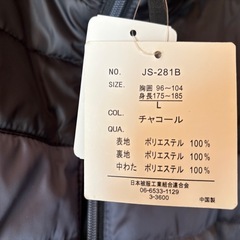 NO. JS-281B
SIZE. 胸囲 96~104
身長175~185
L
COL. チャコール
QUA.
表地 ポリエステル 100%
裏地 ポリエステル 100%
中わた ポリエステル 100%
日本被服工業組合連合会
06-6533-1129
3-3600
中国製